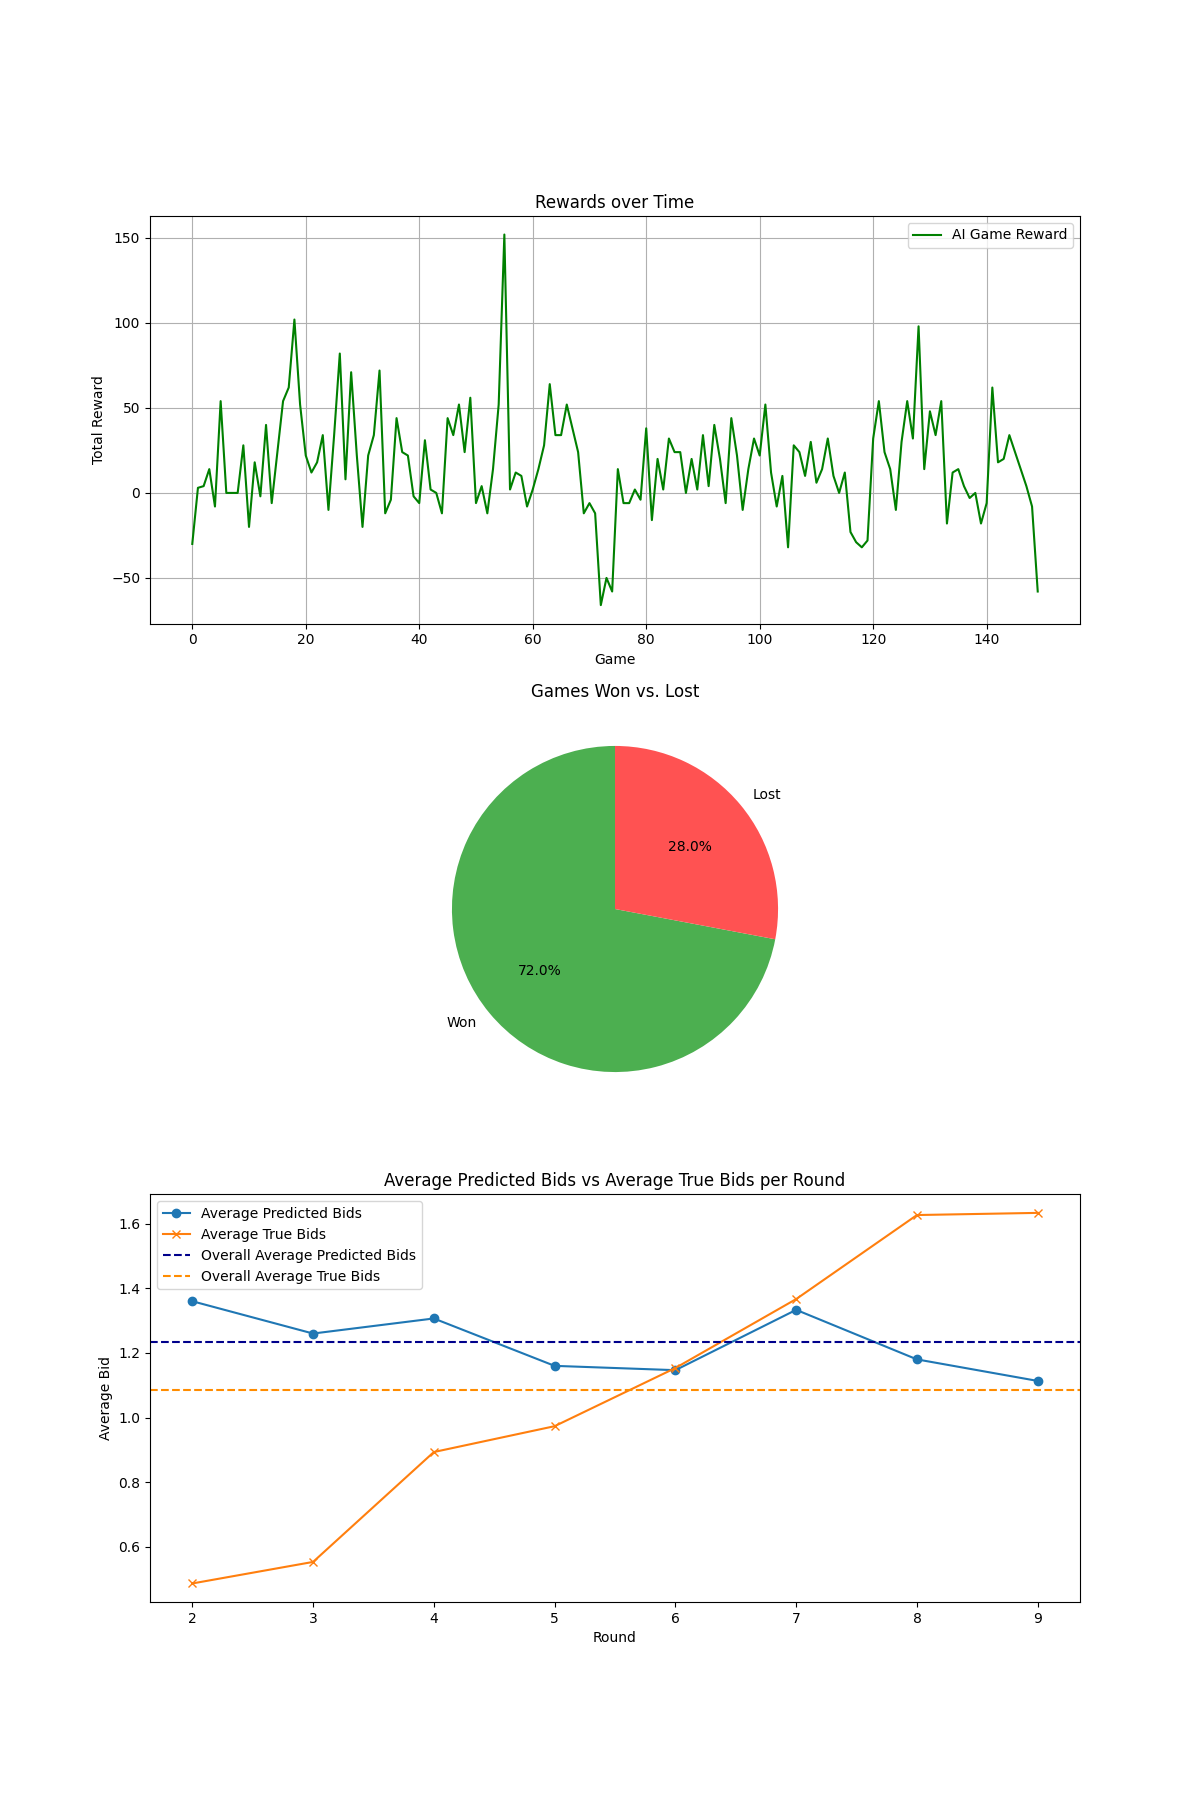 Rewards over Time
AI Game Reward
150
100
50
0
−50
Total Reward
0 20 40 60 80 100 120 140
Game
Games Won vs. Lost
Lost
28.0%
72.0%
Won
Average Predicted Bids vs Average True Bids per Round
Average Predicted Bids
Average True Bids
Overall Average Predicted Bids
Overall Average True Bids
1.6
1.4
1.2
1.0
0.8
0.6
Average Bid
2 3 4 5 6 7 8 9
Round